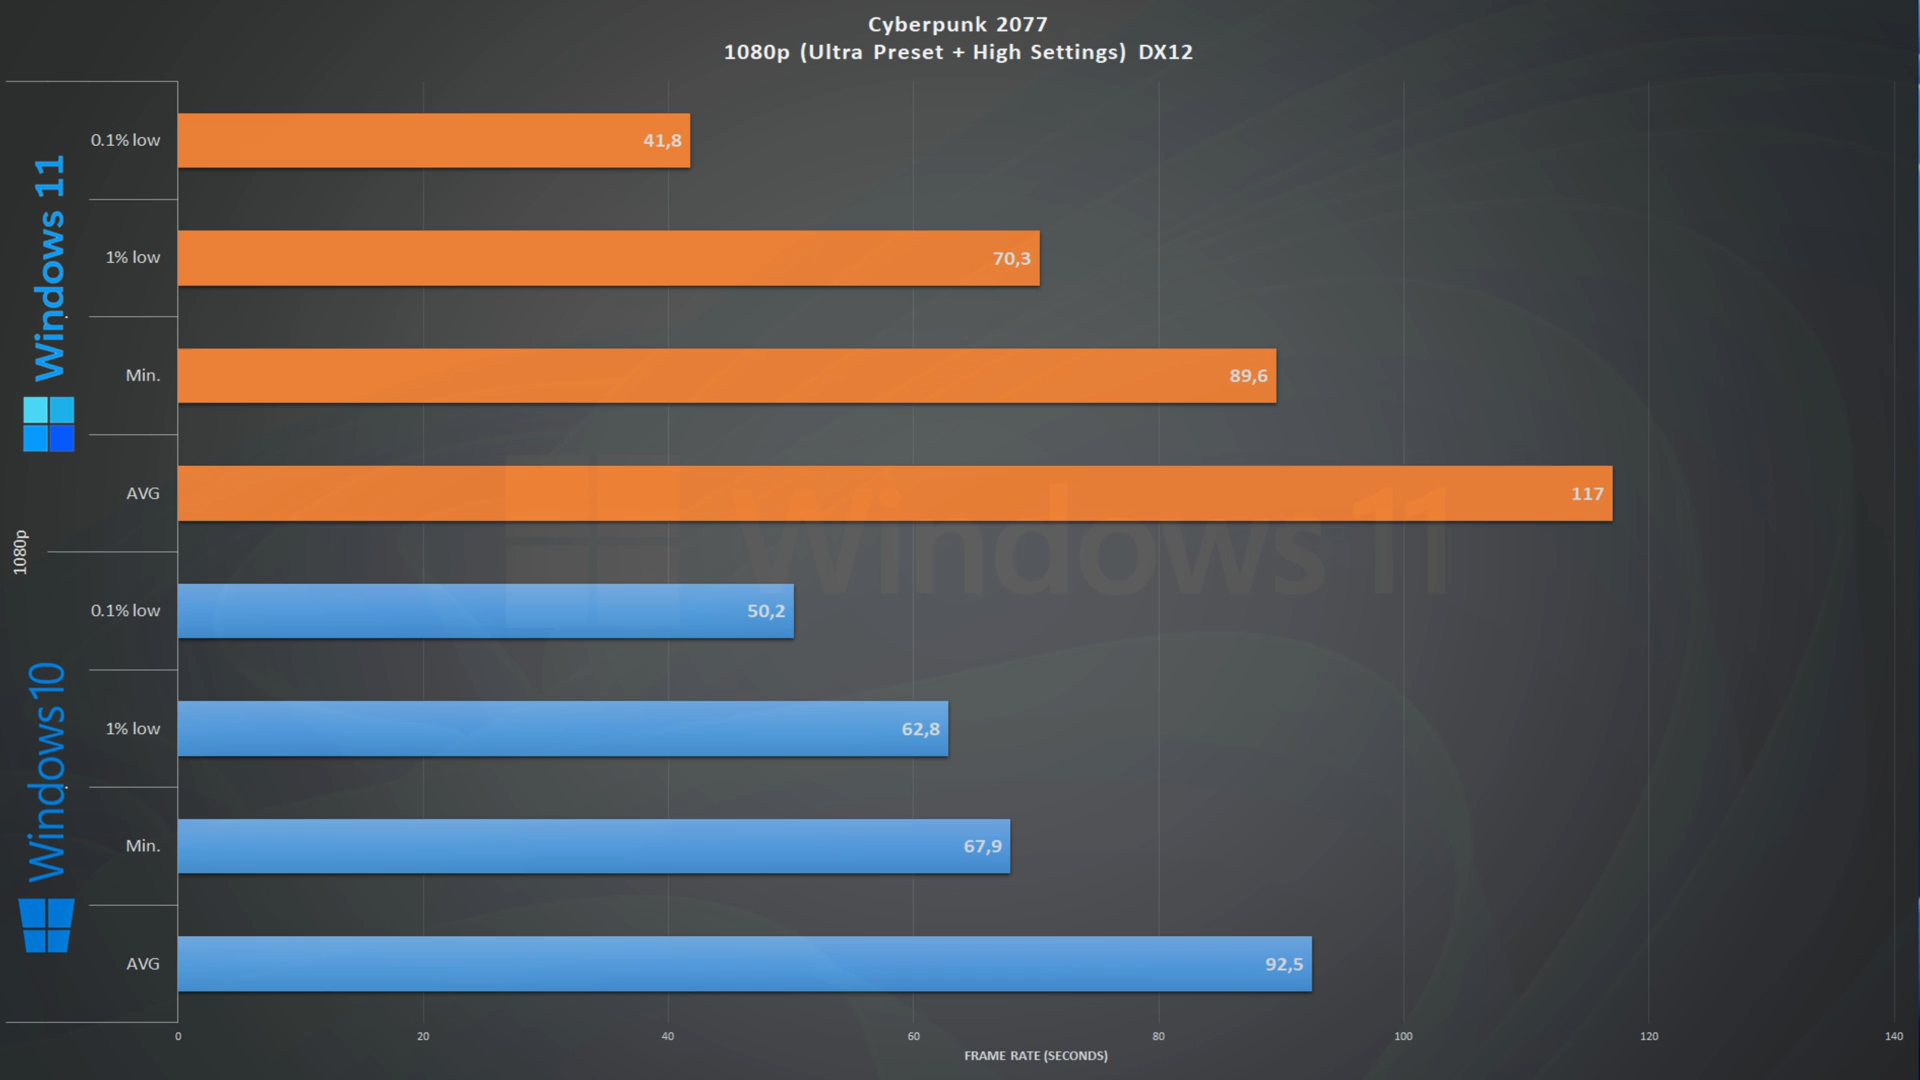 Cyberpunk 2077
1080p (Ultra Preset + High Settings) DX12
Windows 11
0.1% low
41,8
1% low
70,3
Min.
89,6
AVG
117
Windows 11
1080p
Windows 10
0.1% low
50,2
1% low
62,8
Min.
67,9
AVG
92,5
0 20 40 60 80 100 120 140
FRAME RATE (SECONDS)